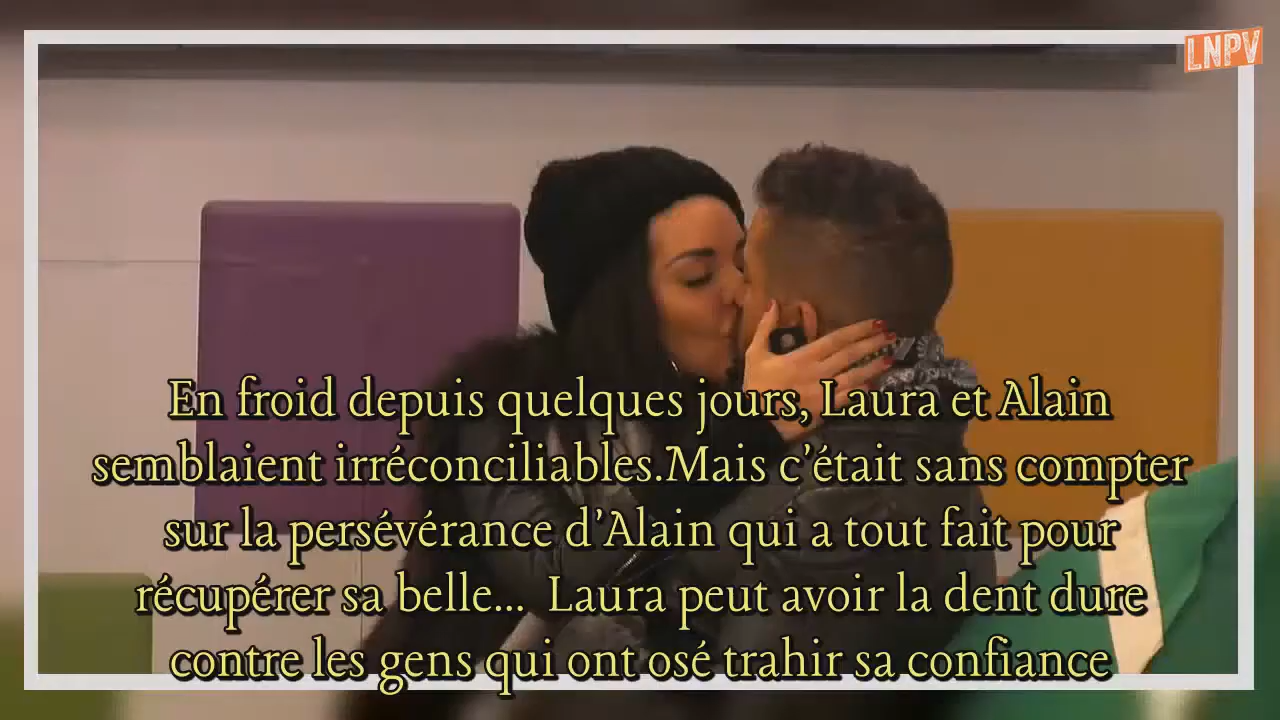 LNPV
En froid depuis quelques jours, Laura et Alain
semblaient irréconciliables.Mais c'était sans compter
sur la persévérance d'Alain qui a tout fait pour
récupérer sa belle... Laura peut avoir la dent dure
contre les gens qui ont osé trahir sa confiance